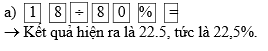 a) 1 8 ÷ 8 0 % =
→ Kết quả hiện ra là 22.5, tức là 22,5%.